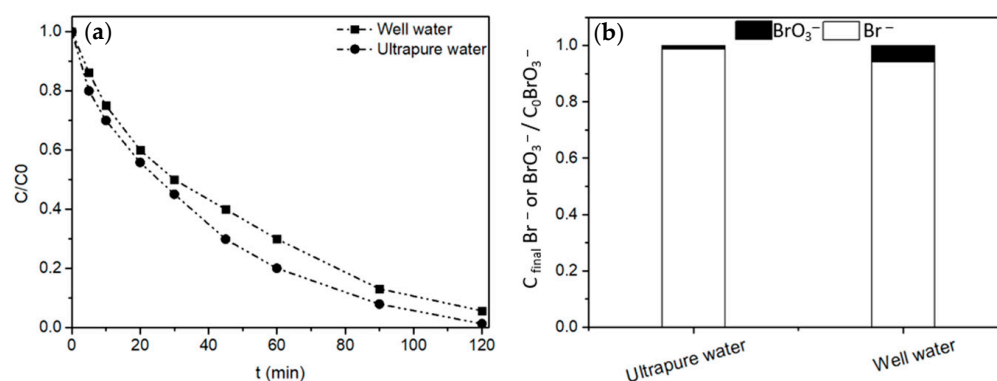 (a)
Well water
Ultrapure water
1.0
0.8
0.6
0.4
0.2
0.0
C/C0
0 20 40 60 80 100 120
t (min)
(b)
BrO₃⁻ Br⁻
1.0
0.8
0.6
0.4
0.2
0.0
C final Br⁻ or BrO₃⁻ / C₀BrO₃⁻
Ultrapure water
Well water